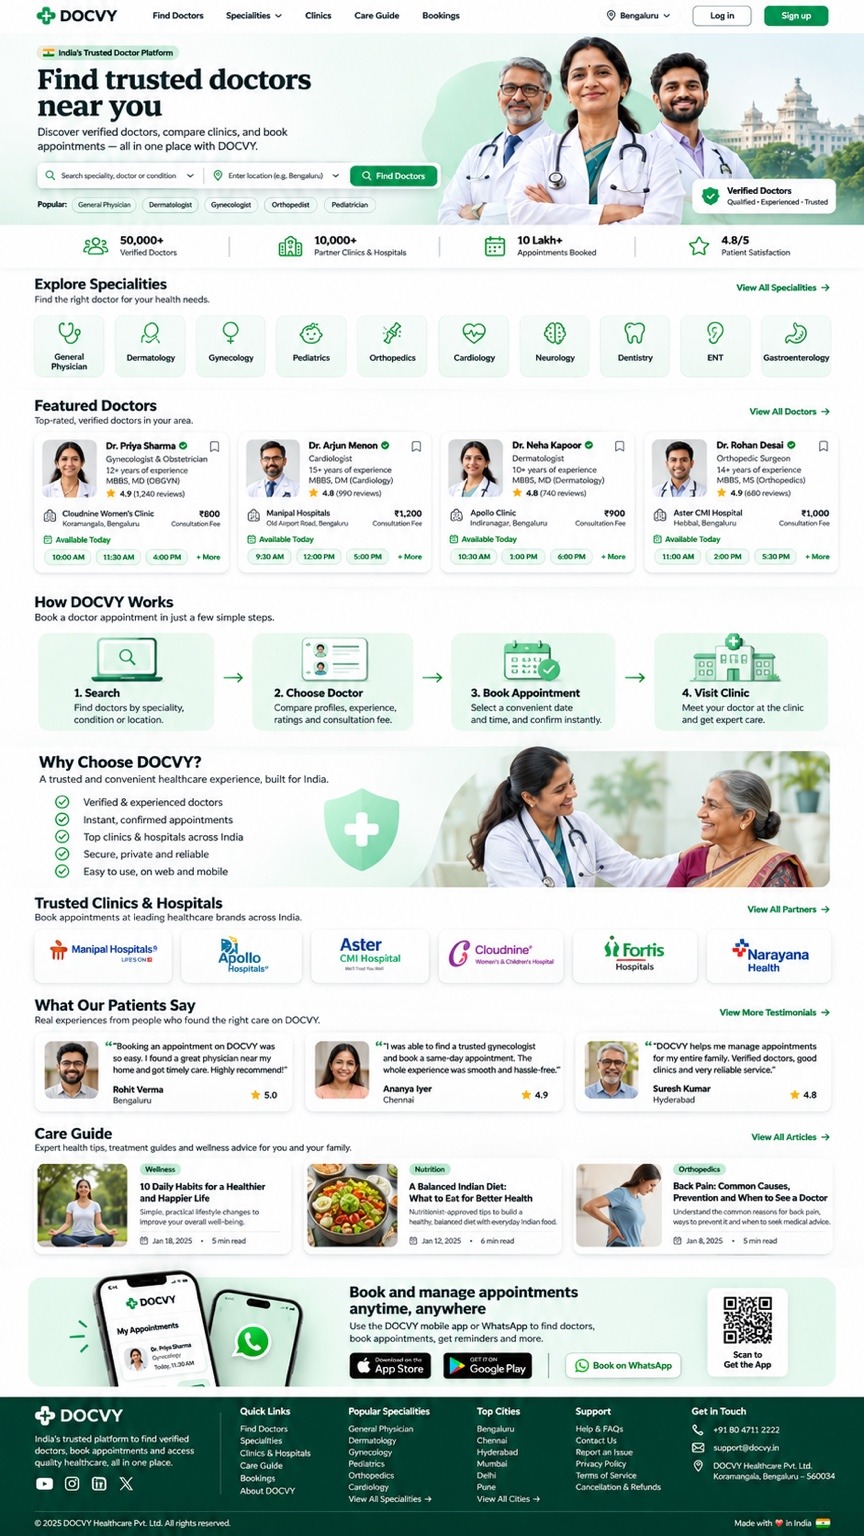 DOCVY
Find Doctors
Specialities
Clinics
Care Guide
Bookings
Bengaluru
Log in
Sign up
India's Trusted Doctor Platform
Find trusted doctors
near you
Discover verified doctors, compare clinics, and book
appointments — all in one place with DOCVY.
Search speciality, doctor or condition
Enter location (e.g, Bengaluru)
Find Doctors
Popular:
General Physician
Dermatologist
Gynecologist
Orthopedist
Pediatrician
Verified Doctors
Qualified • Experienced • Trusted
50,000+
Verified Doctors
10,000+
Partner Clinics & Hospitals
10 Lakh+
Appointments Booked
4.8/5
Patient Satisfaction
Explore Specialities
Find the right doctor for your health needs.
View All Specialities →
General
Physician
Dermatology
Gynecology
Pediatrics
Orthopedics
Cardiology
Neurology
Dentistry
ENT
Gastroenterology
Featured Doctors
Top-rated, verified doctors in your area.
View All Doctors →
Dr. Priya Sharma
Gynecologist & Obstetrician
12+ years of experience
MBBS, MD (OBGYN)
4.9 (1,240 reviews)
Cloudnine Women's Clinic
Koramangala, Bengaluru
₹800
Consultation Fee
Available Today
10:00 AM
11:30 AM
4:00 PM
+ More
Dr. Arjun Menon
Cardiologist
15+ years of experience
MBBS, DM (Cardiology)
4.8 (990 reviews)
Manipal Hospitals
Old Airport Road, Bengaluru
₹1,200
Consultation Fee
Available Today
9:30 AM
12:00 PM
5:00 PM
+ More
Dr. Neha Kapoor
Dermatologist
10+ years of experience
MBBS, MD (Dermatology)
4.8 (740 reviews)
Apollo Clinic
Indiranagar, Bengaluru
₹900
Consultation Fee
Available Today
10:30 AM
1:00 PM
6:00 PM
+ More
Dr. Rohan Desai
Orthopedic Surgeon
14+ years of experience
MBBS, MS (Orthopedics)
4.9 (680 reviews)
Aster CMI Hospital
Hebbal, Bengaluru
₹1,000
Consultation Fee
Available Today
11:00 AM
2:00 PM
5:30 PM
+ More
How DOCVY Works
Book a doctor appointment in just a few simple steps.
1. Search
Find doctors by speciality,
condition or location.
2. Choose Doctor
Compare profiles, experience,
ratings and consultation fee.
3. Book Appointment
Select a convenient date
and time, and confirm instantly.
4. Visit Clinic
Meet your doctor at the clinic
and get expert care.
Why Choose DOCVY?
A trusted and convenient healthcare experience, built for India.
Verified & experienced doctors
Instant, confirmed appointments
Top clinics & hospitals across India
Secure, private and reliable
Easy to use, on web and mobile
Trusted Clinics & Hospitals
Book appointments at leading healthcare brands across India.
View All Partners →
Manipal Hospitals
LIFE'S ON
Apollo
Hospitals
Aster
CMI Hospital
We'll Treat You Well
Cloudnine
Women's & Children's Hospital
Fortis
Hospitals
Narayana
Health
What Our Patients Say
Real experiences from people who found the right care on DOCVY.
View More Testimonials →
"Booking an appointment on DOCVY was
so easy. I found a great physician near my
home and got timely care. Highly recommend!"
Rohit Verma
Bengaluru
5.0
"I was able to find a trusted gynecologist
and book a same-day appointment. The
whole experience was smooth and hassle-free."
Ananya Iyer
Chennai
4.9
"DOCVY helps me manage appointments
for my entire family. Verified doctors, good
clinics and very reliable service."
Suresh Kumar
Hyderabad
4.8
Care Guide
Expert health tips, treatment guides and wellness advice for you and your family.
View All Articles →
Wellness
10 Daily Habits for a Healthier
and Happier Life
Simple, practical lifestyle changes to
improve your overall well-being.
Jan 18, 2025 • 5 min read
Nutrition
A Balanced Indian Diet:
What to Eat for Better Health
Nutritionist-approved tips to build a
healthy, balanced diet with everyday Indian food.
Jan 12, 2025 • 6 min read
Orthopedics
Back Pain: Common Causes,
Prevention and When to See a Doctor
Understand the common reasons for back pain,
ways to prevent it and when to seek medical advice.
Jan 8, 2025 • 5 min read
DOCVY
My Appointments
Dr. Priya Sharma
Gynecology
Today, 11:30 AM
Book and manage appointments
anytime, anywhere
Use the DOCVY mobile app or WhatsApp to find doctors,
book appointments, get reminders and more.
Download on the
App Store
GET IT ON
Google Play
Book on WhatsApp
Scan to
Get the App
DOCVY
India's trusted platform to find verified
doctors, book appointments and access
quality healthcare, all in one place.
Quick Links
Find Doctors
Specialties
Clinics & Hospitals
Care Guide
Bookings
About DOCVY
Popular Specialities
General Physician
Dermatology
Gynecology
Pediatrics
Orthopedics
Cardiology
View All Specialities →
Top Cities
Bengaluru
Chennai
Hyderabad
Mumbai
Delhi
Pune
View All Cities →
Support
Help & FAQs
Contact Us
Report an Issue
Privacy Policy
Terms of Service
Cancellation & Refunds
Get in Touch
+91 80 4711 2222
support@docvy.in
DOCVY Healthcare Pvt. Ltd.
Koramangala, Bengaluru – 560034
© 2025 DOCVY Healthcare Pvt. Ltd. All rights reserved.
Made with ❤ in India